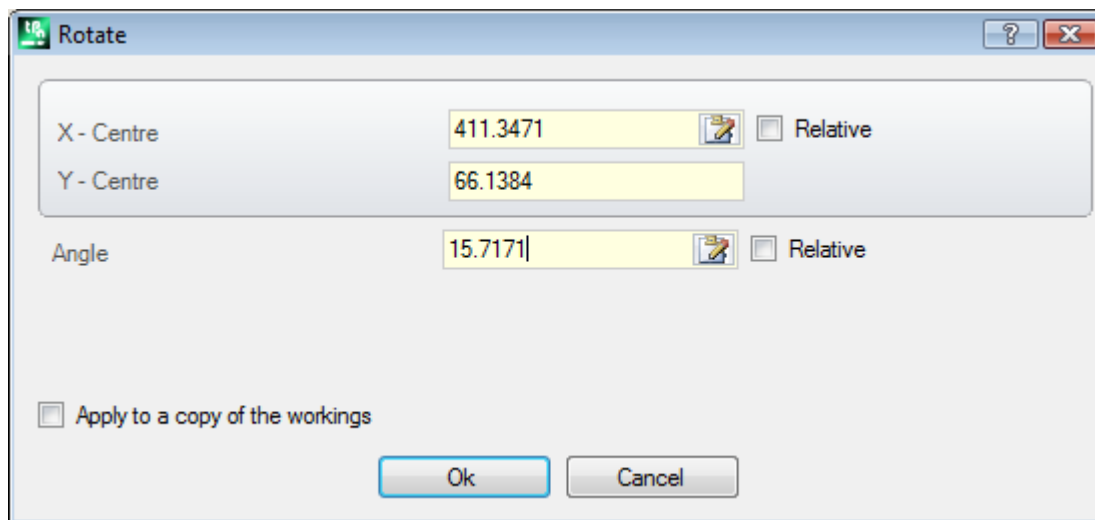 Rotate
X - Centre 411.3471 Relative
Y - Centre 66.1384
Angle 15.7171 Relative
Apply to a copy of the workings
Ok Cancel